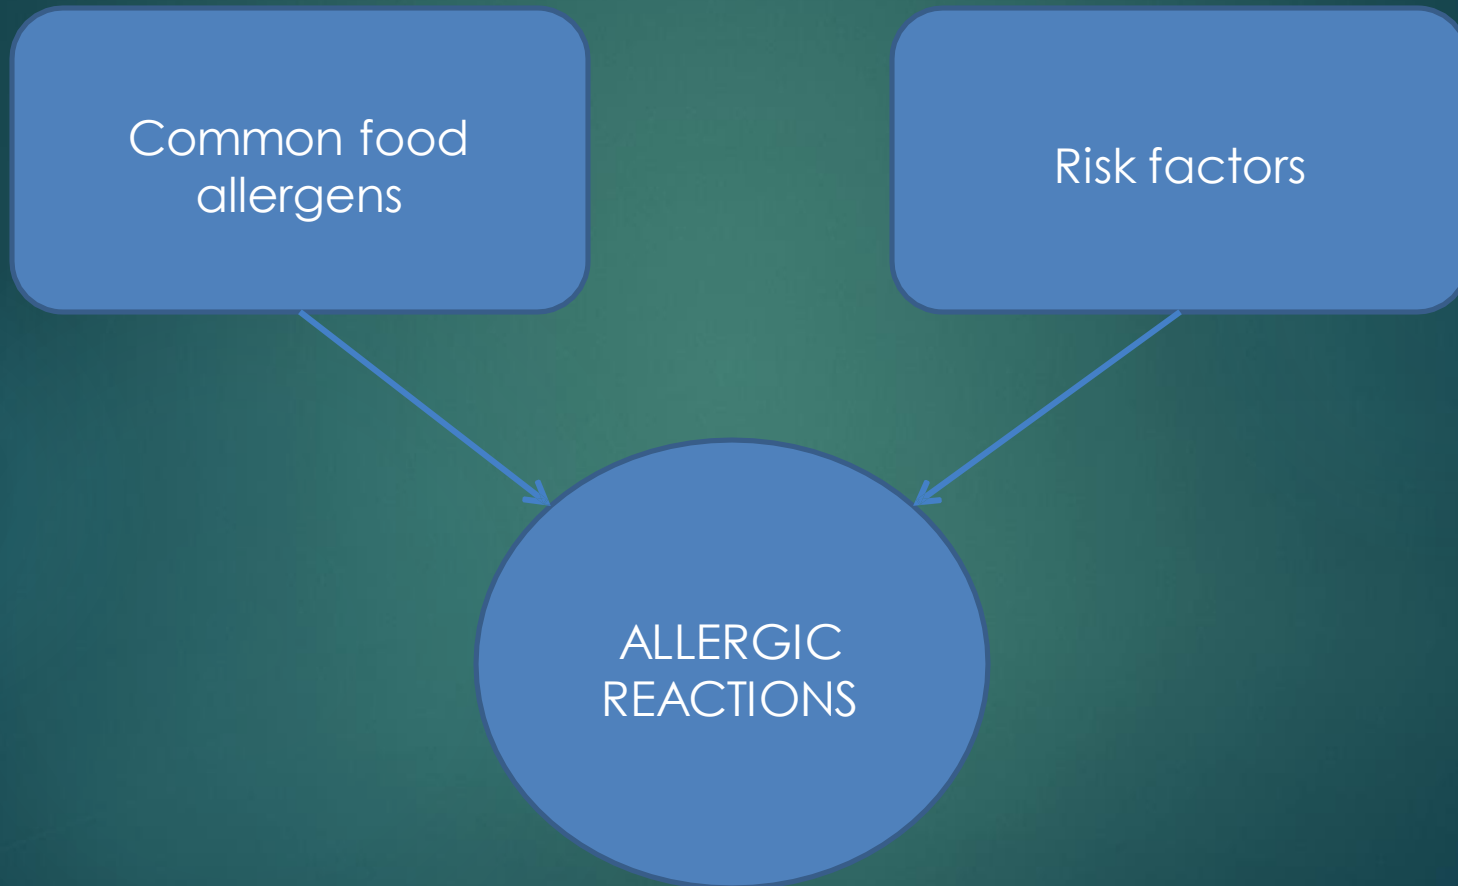 Common food
allergens
Risk factors
ALLERGIC
REACTIONS